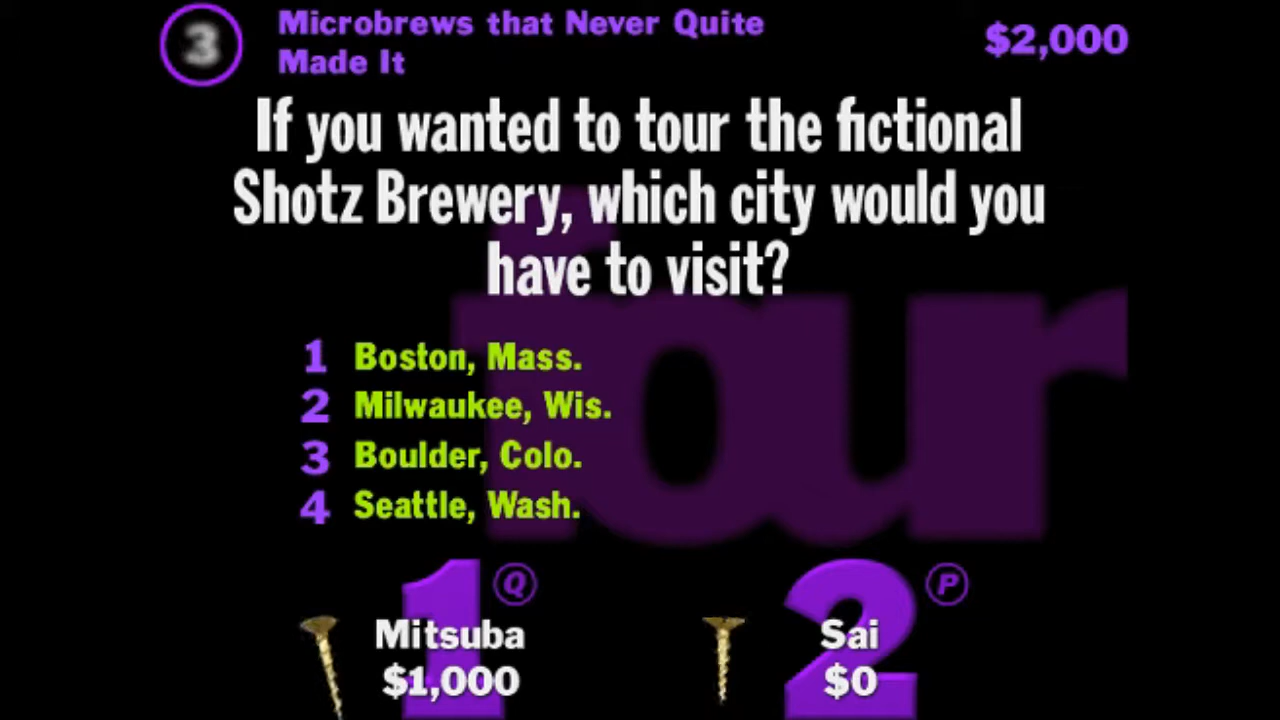 3
Microbrews that Never Quite
Made It
$2,000
If you wanted to tour the fictional
Shotz Brewery, which city would you
have to visit?
four
1 Boston, Mass.
2 Milwaukee, Wis.
3 Boulder, Colo.
4 Seattle, Wash.
1 Q
Mitsuba
$1,000
2 P
Sai
$0